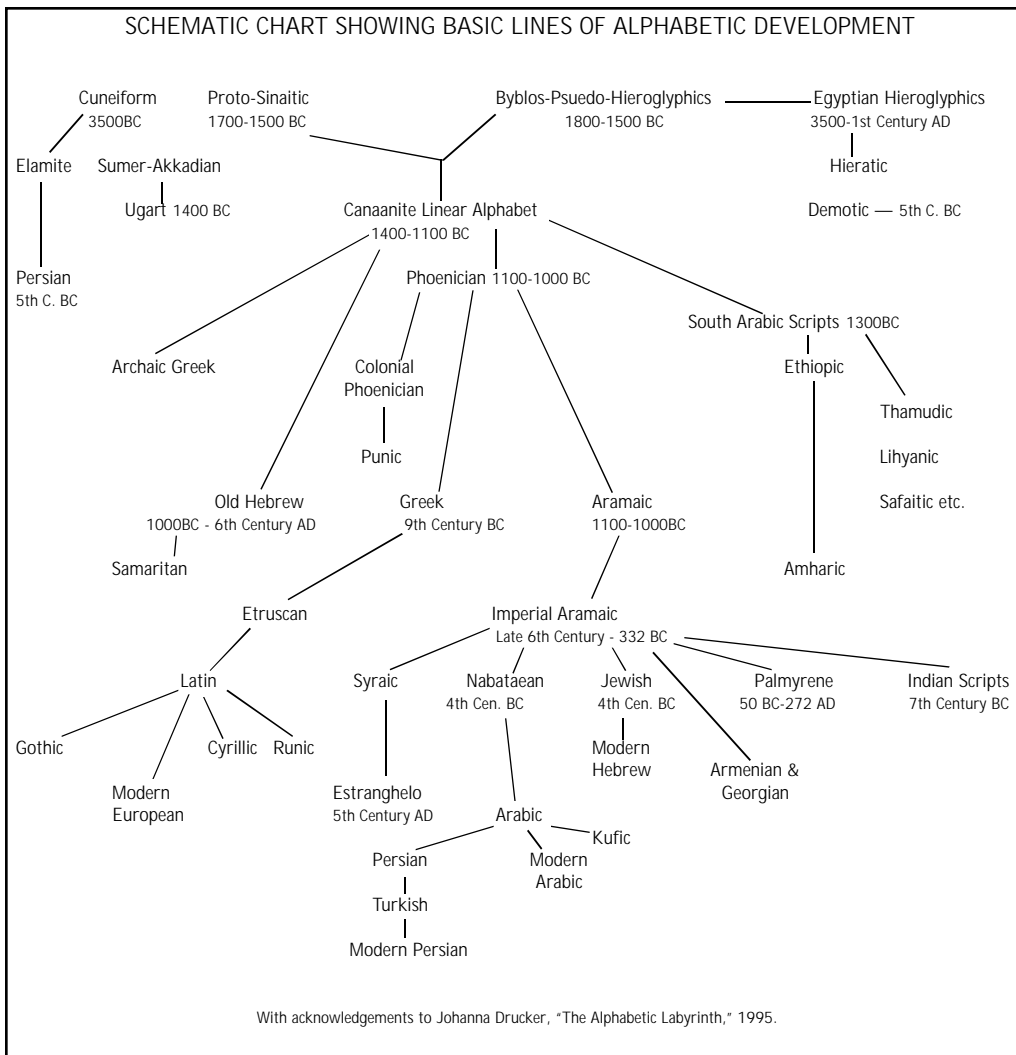 SCHEMATIC CHART SHOWING BASIC LINES OF ALPHABETIC DEVELOPMENT
Cuneiform
3500BC
Proto-Sinaitic
1700-1500 BC
Byblos-Psuedo-Hieroglyphics
1800-1500 BC
Egyptian Hieroglyphics
3500-1st Century AD
Elamite
Sumer-Akkadian
Hieratic
Ugart 1400 BC
Canaanite Linear Alphabet
1400-1100 BC
Demotic — 5th C. BC
Persian
5th C. BC
Phoenician 1100-1000 BC
South Arabic Scripts 1300BC
Archaic Greek
Colonial
Phoenician
Ethiopic
Thamudic
Punic
Lihyanic
Old Hebrew
1000BC - 6th Century AD
Greek
9th Century BC
Aramaic
1100-1000BC
Safaitic etc.
Samaritan
Amharic
Etruscan
Imperial Aramaic
Late 6th Century - 332 BC
Latin
Syraic
Nabataean
4th Cen. BC
Jewish
4th Cen. BC
Palmyrene
50 BC-272 AD
Indian Scripts
7th Century BC
Gothic
Cyrillic
Runic
Modern
Hebrew
Armenian &
Georgian
Modern
European
Estranghelo
5th Century AD
Arabic
Kufic
Persian
Modern
Arabic
Turkish
Modern Persian
With acknowledgements to Johanna Drucker, “The Alphabetic Labyrinth,” 1995.